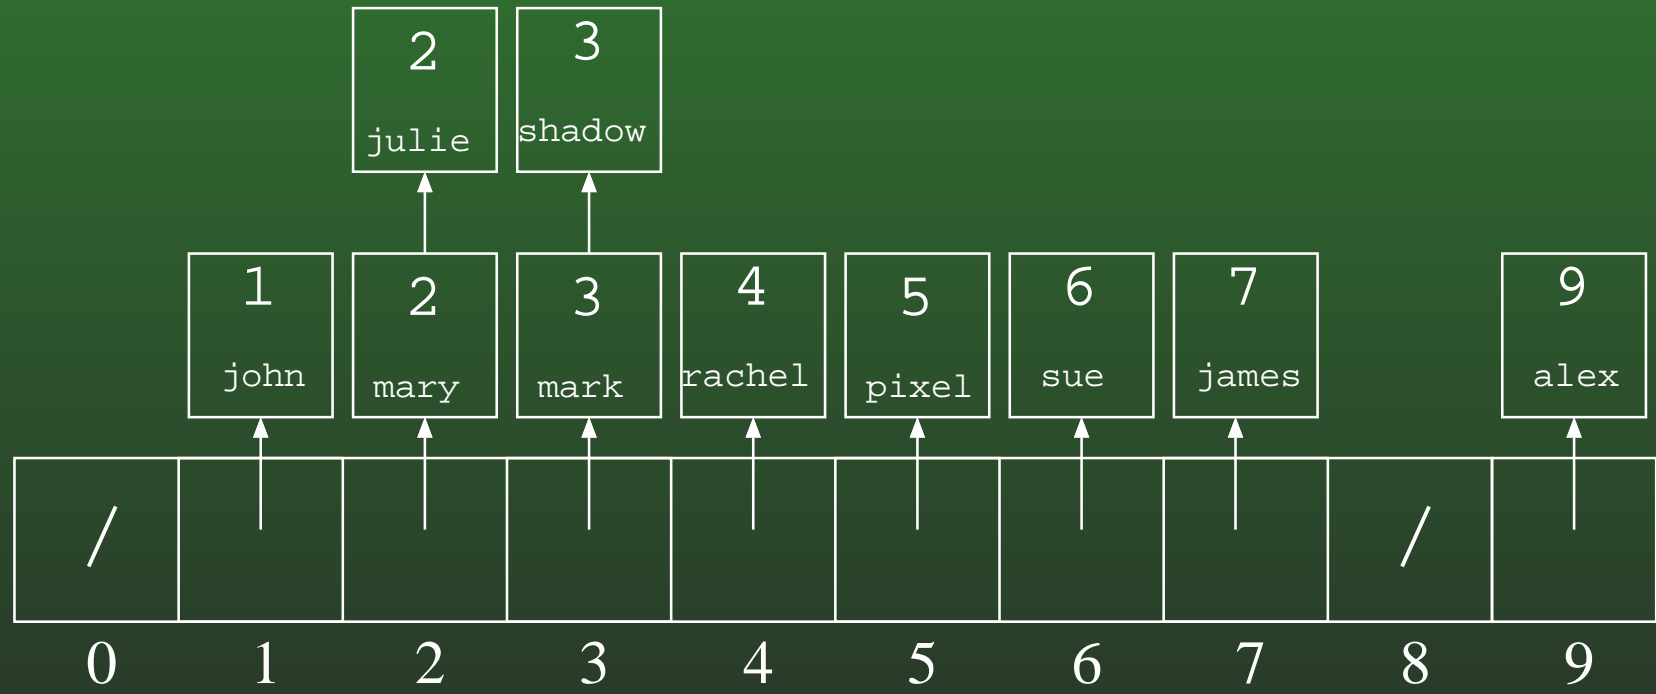 2 3
julie shadow
1 2 3 4 5 6 7 9
john mary mark rachel pixel sue james alex
/ /
0 1 2 3 4 5 6 7 8 9